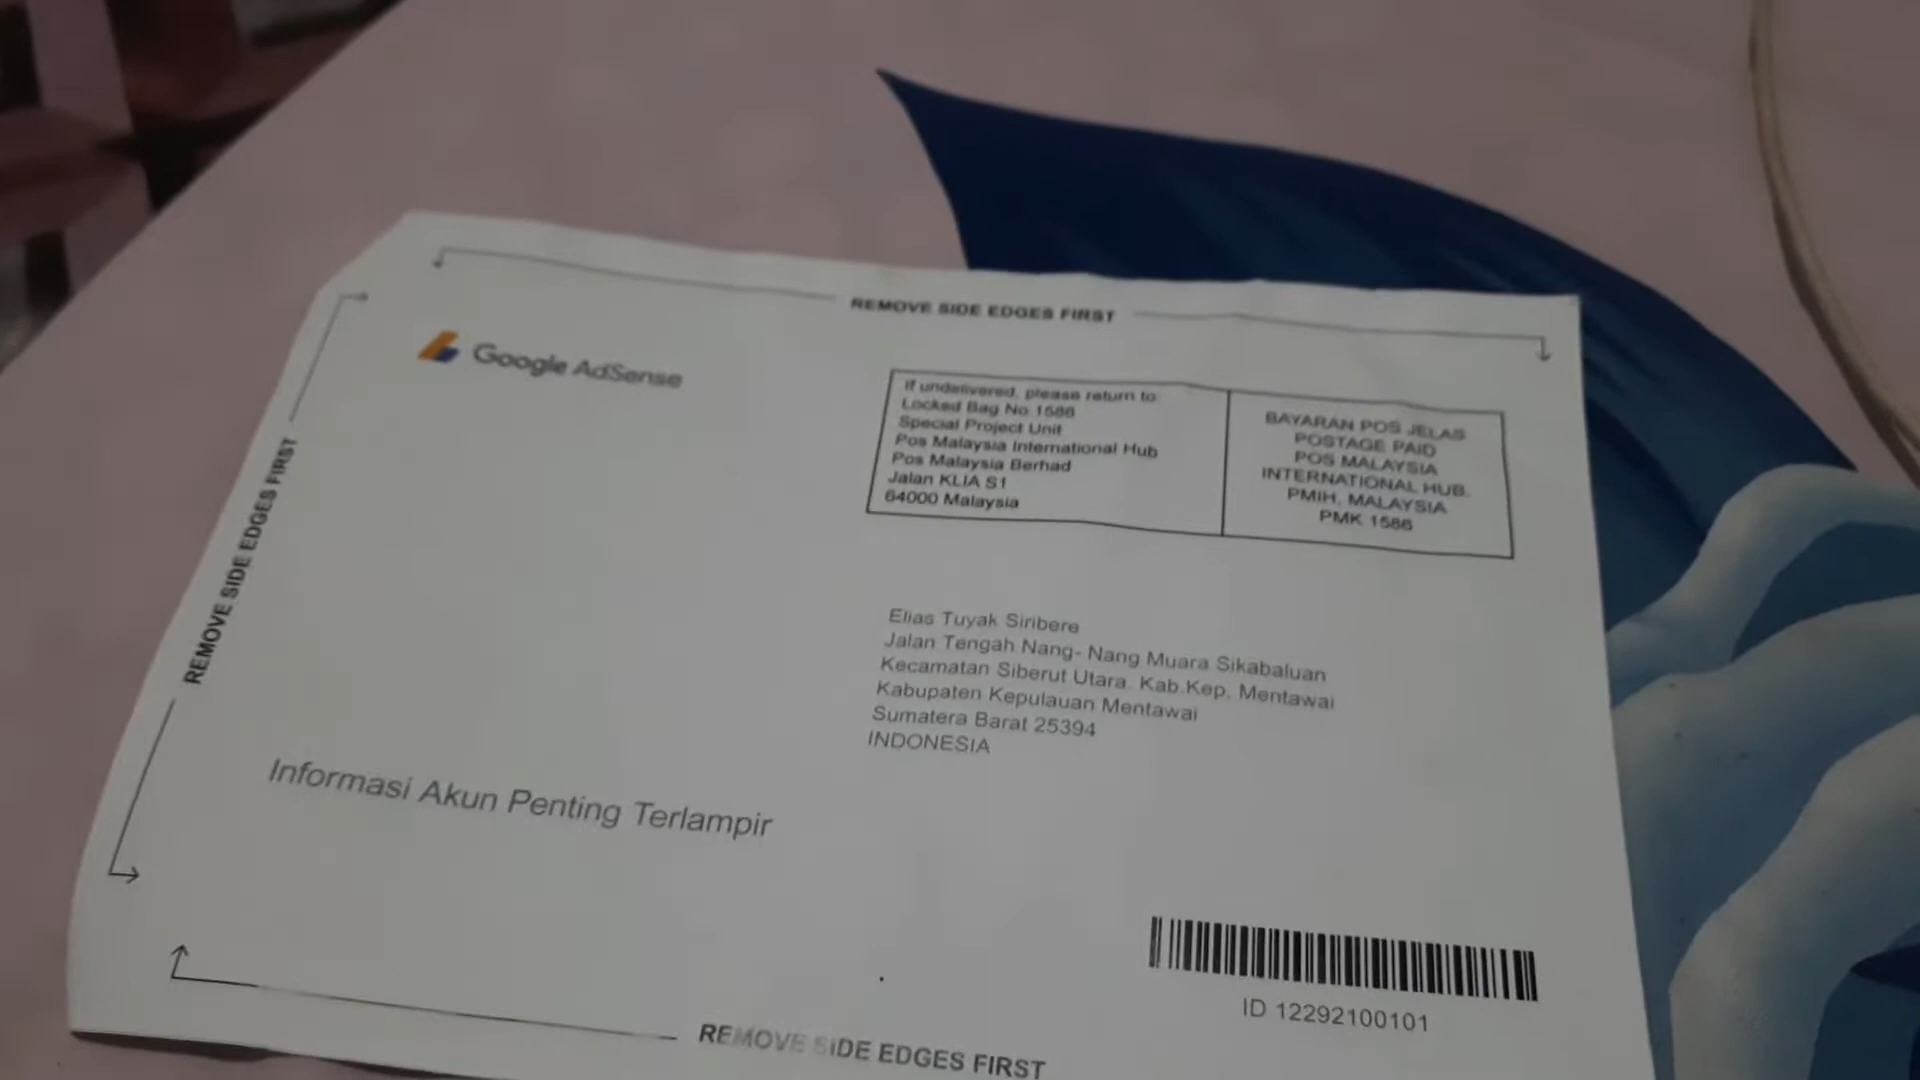 REMOVE SIDE EDGES FIRST
Google AdSense
If undelivered, please return to:
Locked Bag No.1586
Special Project Unit
Pos Malaysia International Hub
Pos Malaysia Berhad
Jalan KLIA S1
64000 Malaysia
BAYARAN POS JELAS
POSTAGE PAID
POS MALAYSIA
INTERNATIONAL HUB.
PMIH, MALAYSIA
PMK 1586
REMOVE SIDE EDGES FIRST
Elias Tuyak Siribere
Jalan Tengah Nang- Nang Muara Sikabaluan
Kecamatan Siberut Utara. Kab.Kep. Mentawai
Kabupaten Kepulauan Mentawai
Sumatera Barat 25394
INDONESIA
Informasi Akun Penting Terlampir
ID 12292100101
REMOVE SIDE EDGES FIRST